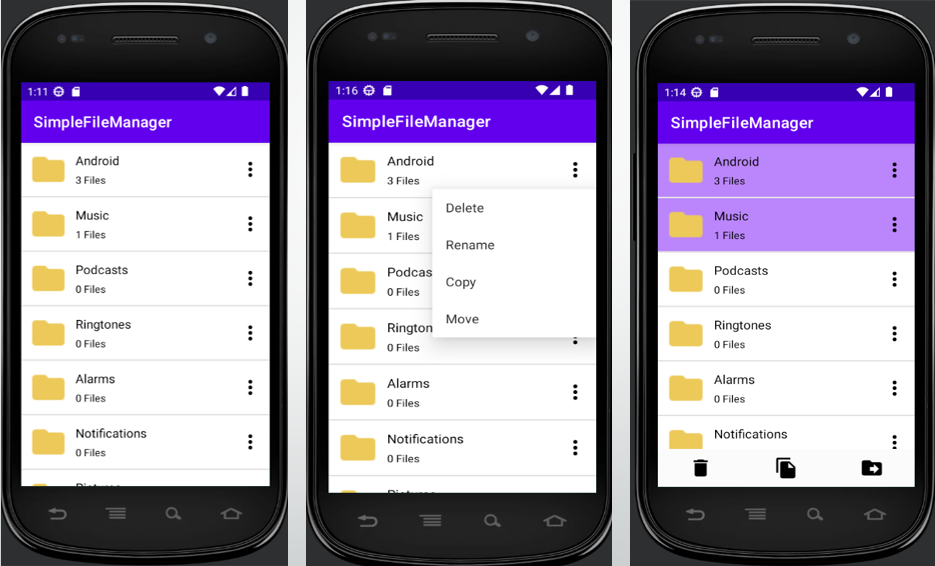 1:11
SimpleFileManager
Android
3 Files
Music
1 Files
Podcasts
0 Files
Ringtones
0 Files
Alarms
0 Files
Notifications
0 Files
Pictures
1:16
SimpleFileManager
Android
3 Files
Delete
Music
1 Files
Rename
Podcas
0 Files
Copy
Move
Rington
0 Files
Alarms
0 Files
Notifications
0 Files
Pictures
1:14
SimpleFileManager
Android
3 Files
Music
1 Files
Podcasts
0 Files
Ringtones
0 Files
Alarms
0 Files
Notifications